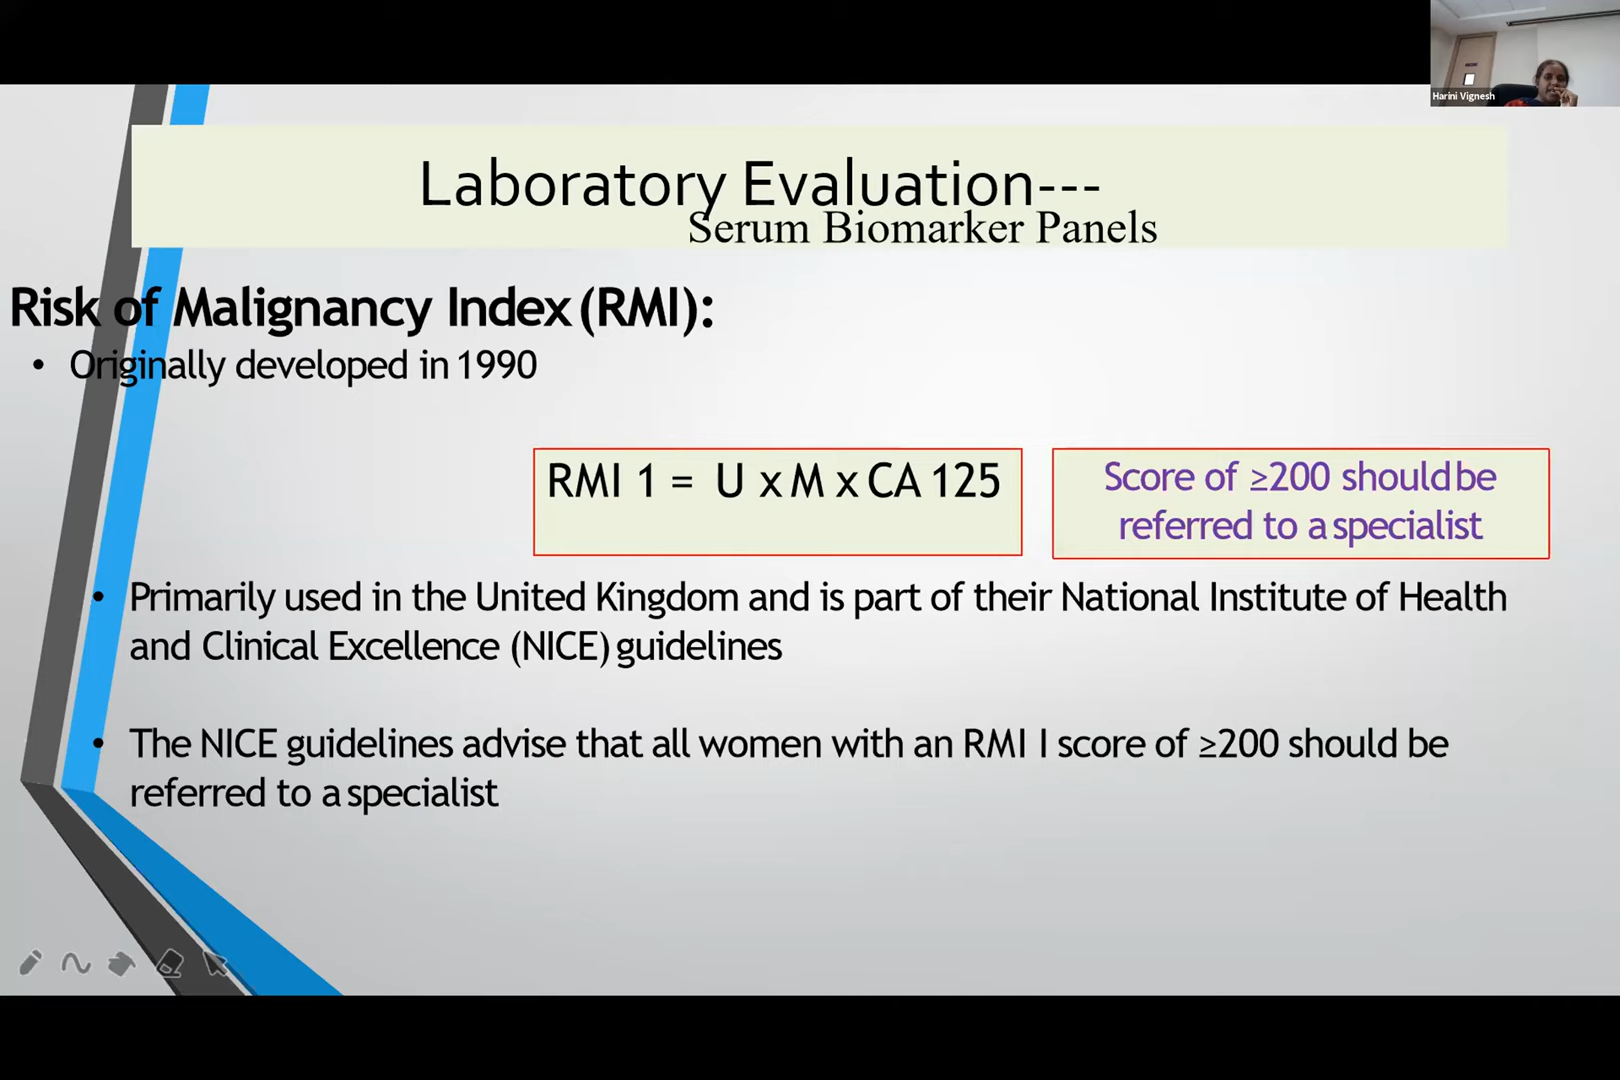 Harini Vignesh
Laboratory Evaluation---
Serum Biomarker Panels
Risk of Malignancy Index (RMI):
• Originally developed in 1990
RMI 1 = U x M x CA 125
Score of ≥200 should be
referred to a specialist
• Primarily used in the United Kingdom and is part of their National Institute of Health
and Clinical Excellence (NICE) guidelines
• The NICE guidelines advise that all women with an RMI I score of ≥200 should be
referred to a specialist